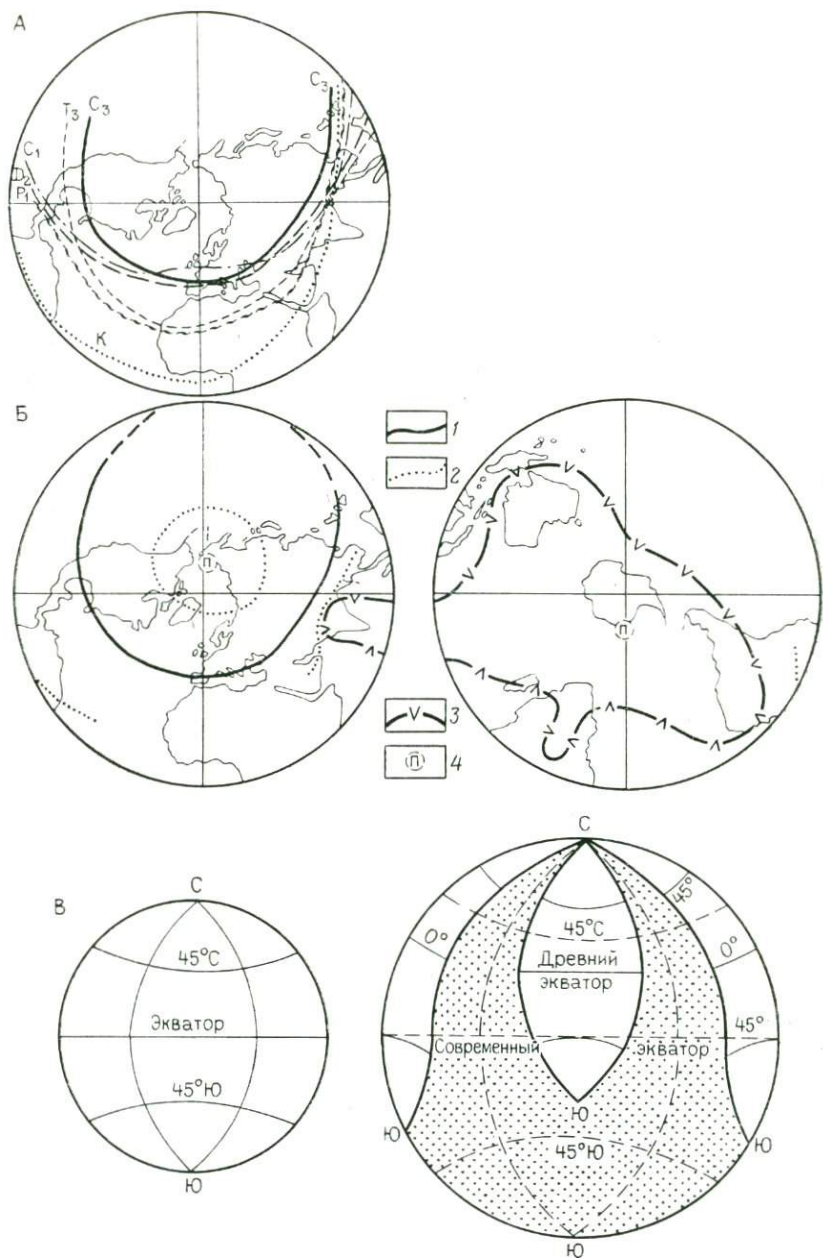 А
C₃
C₃
T₃
C₁
D₂
P₁
К
Б
1
2
П
П
3
4
В
С
45°С
Экватор
45°Ю
Ю
С
45°
45°С
0°
0°
Древний
экватор
45°
Современный
экватор
Ю
Ю
Ю
45°Ю
Ю